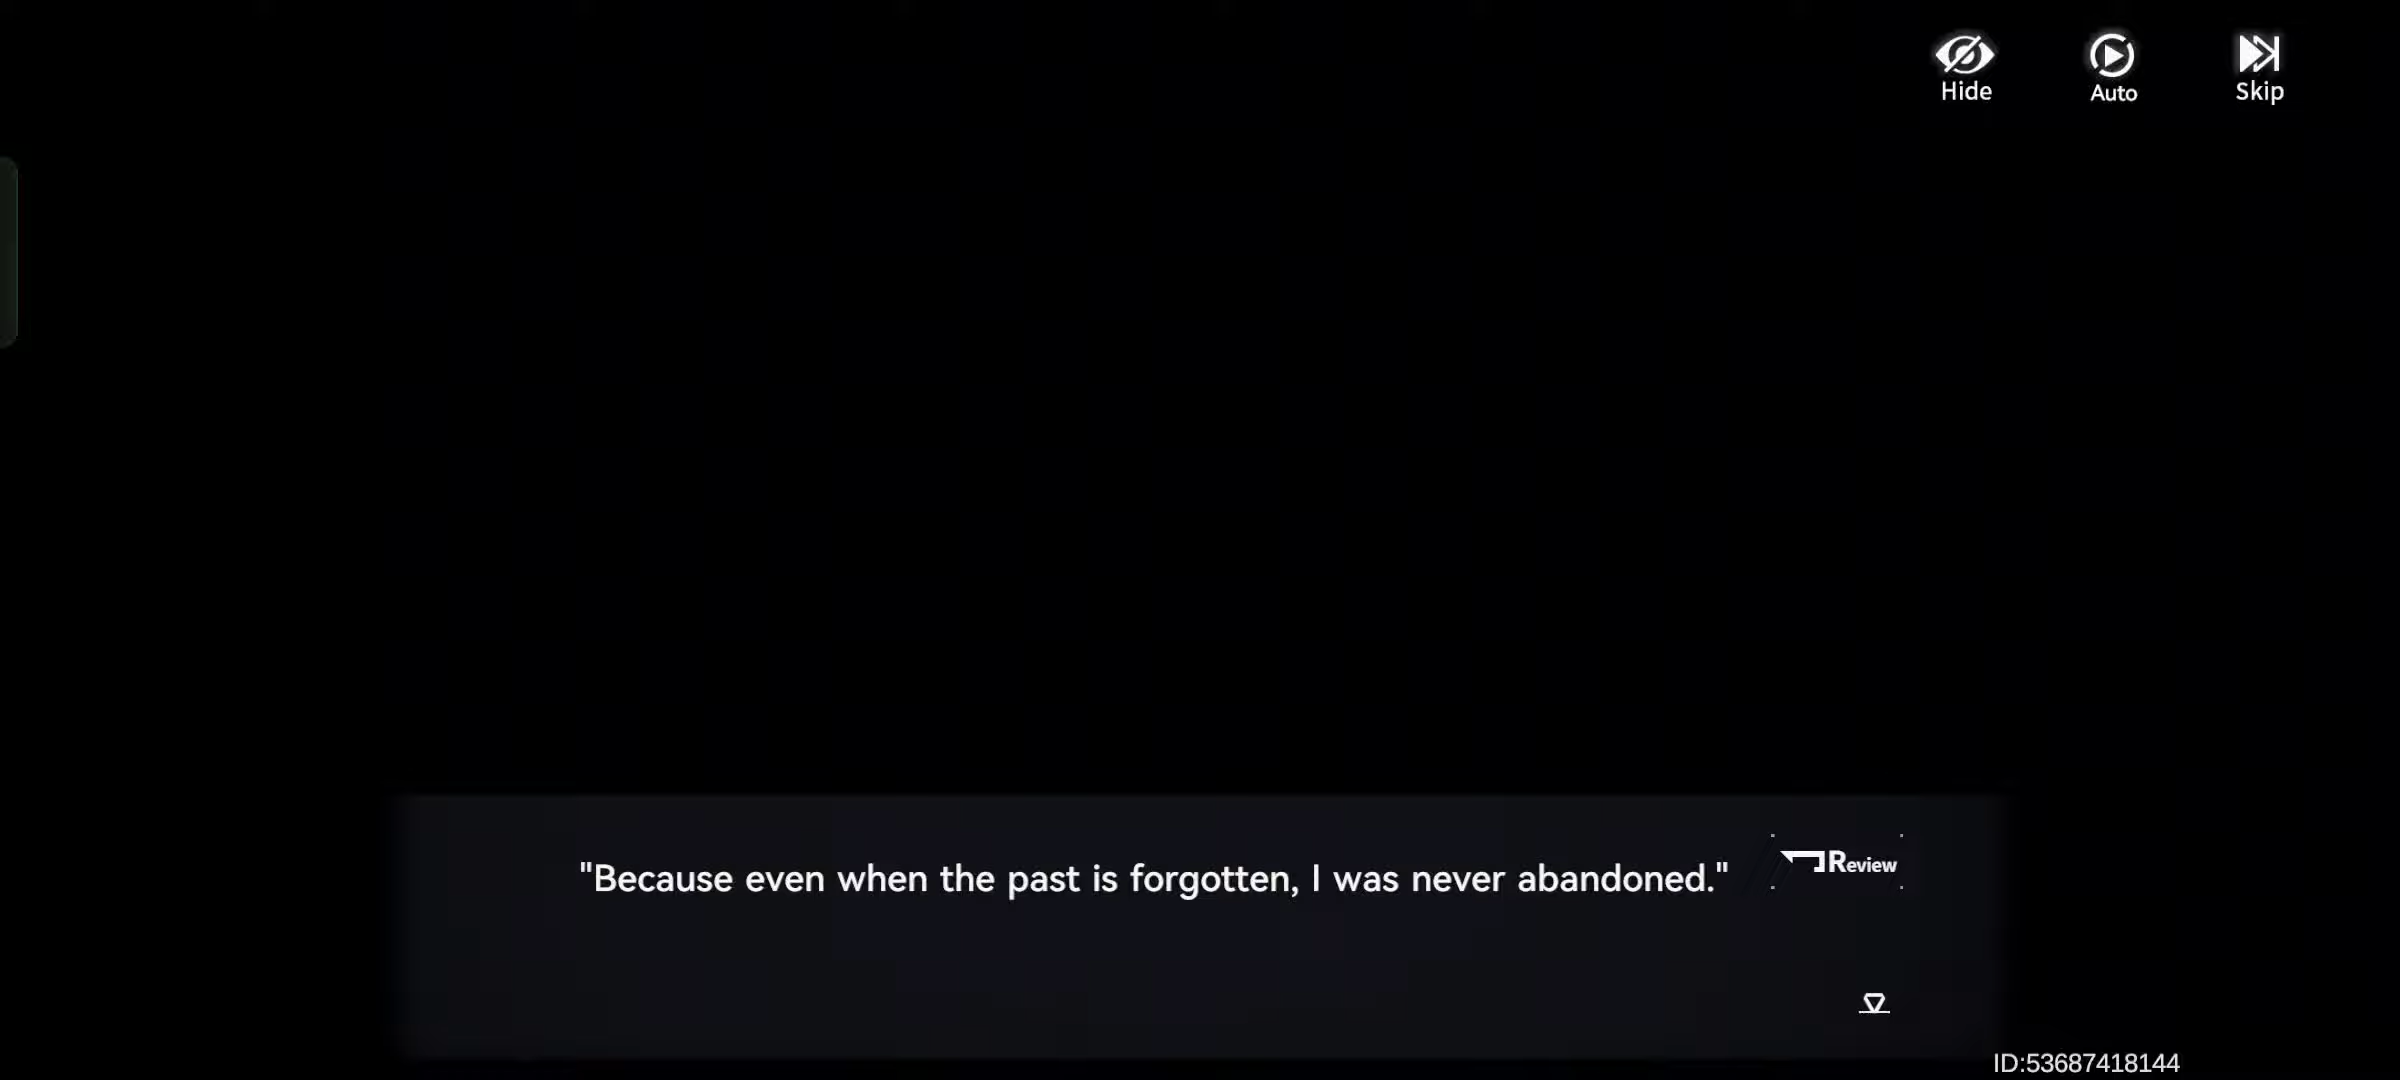 Hide Auto Skip
"Because even when the past is forgotten, I was never abandoned."
Review
ID:53687418144